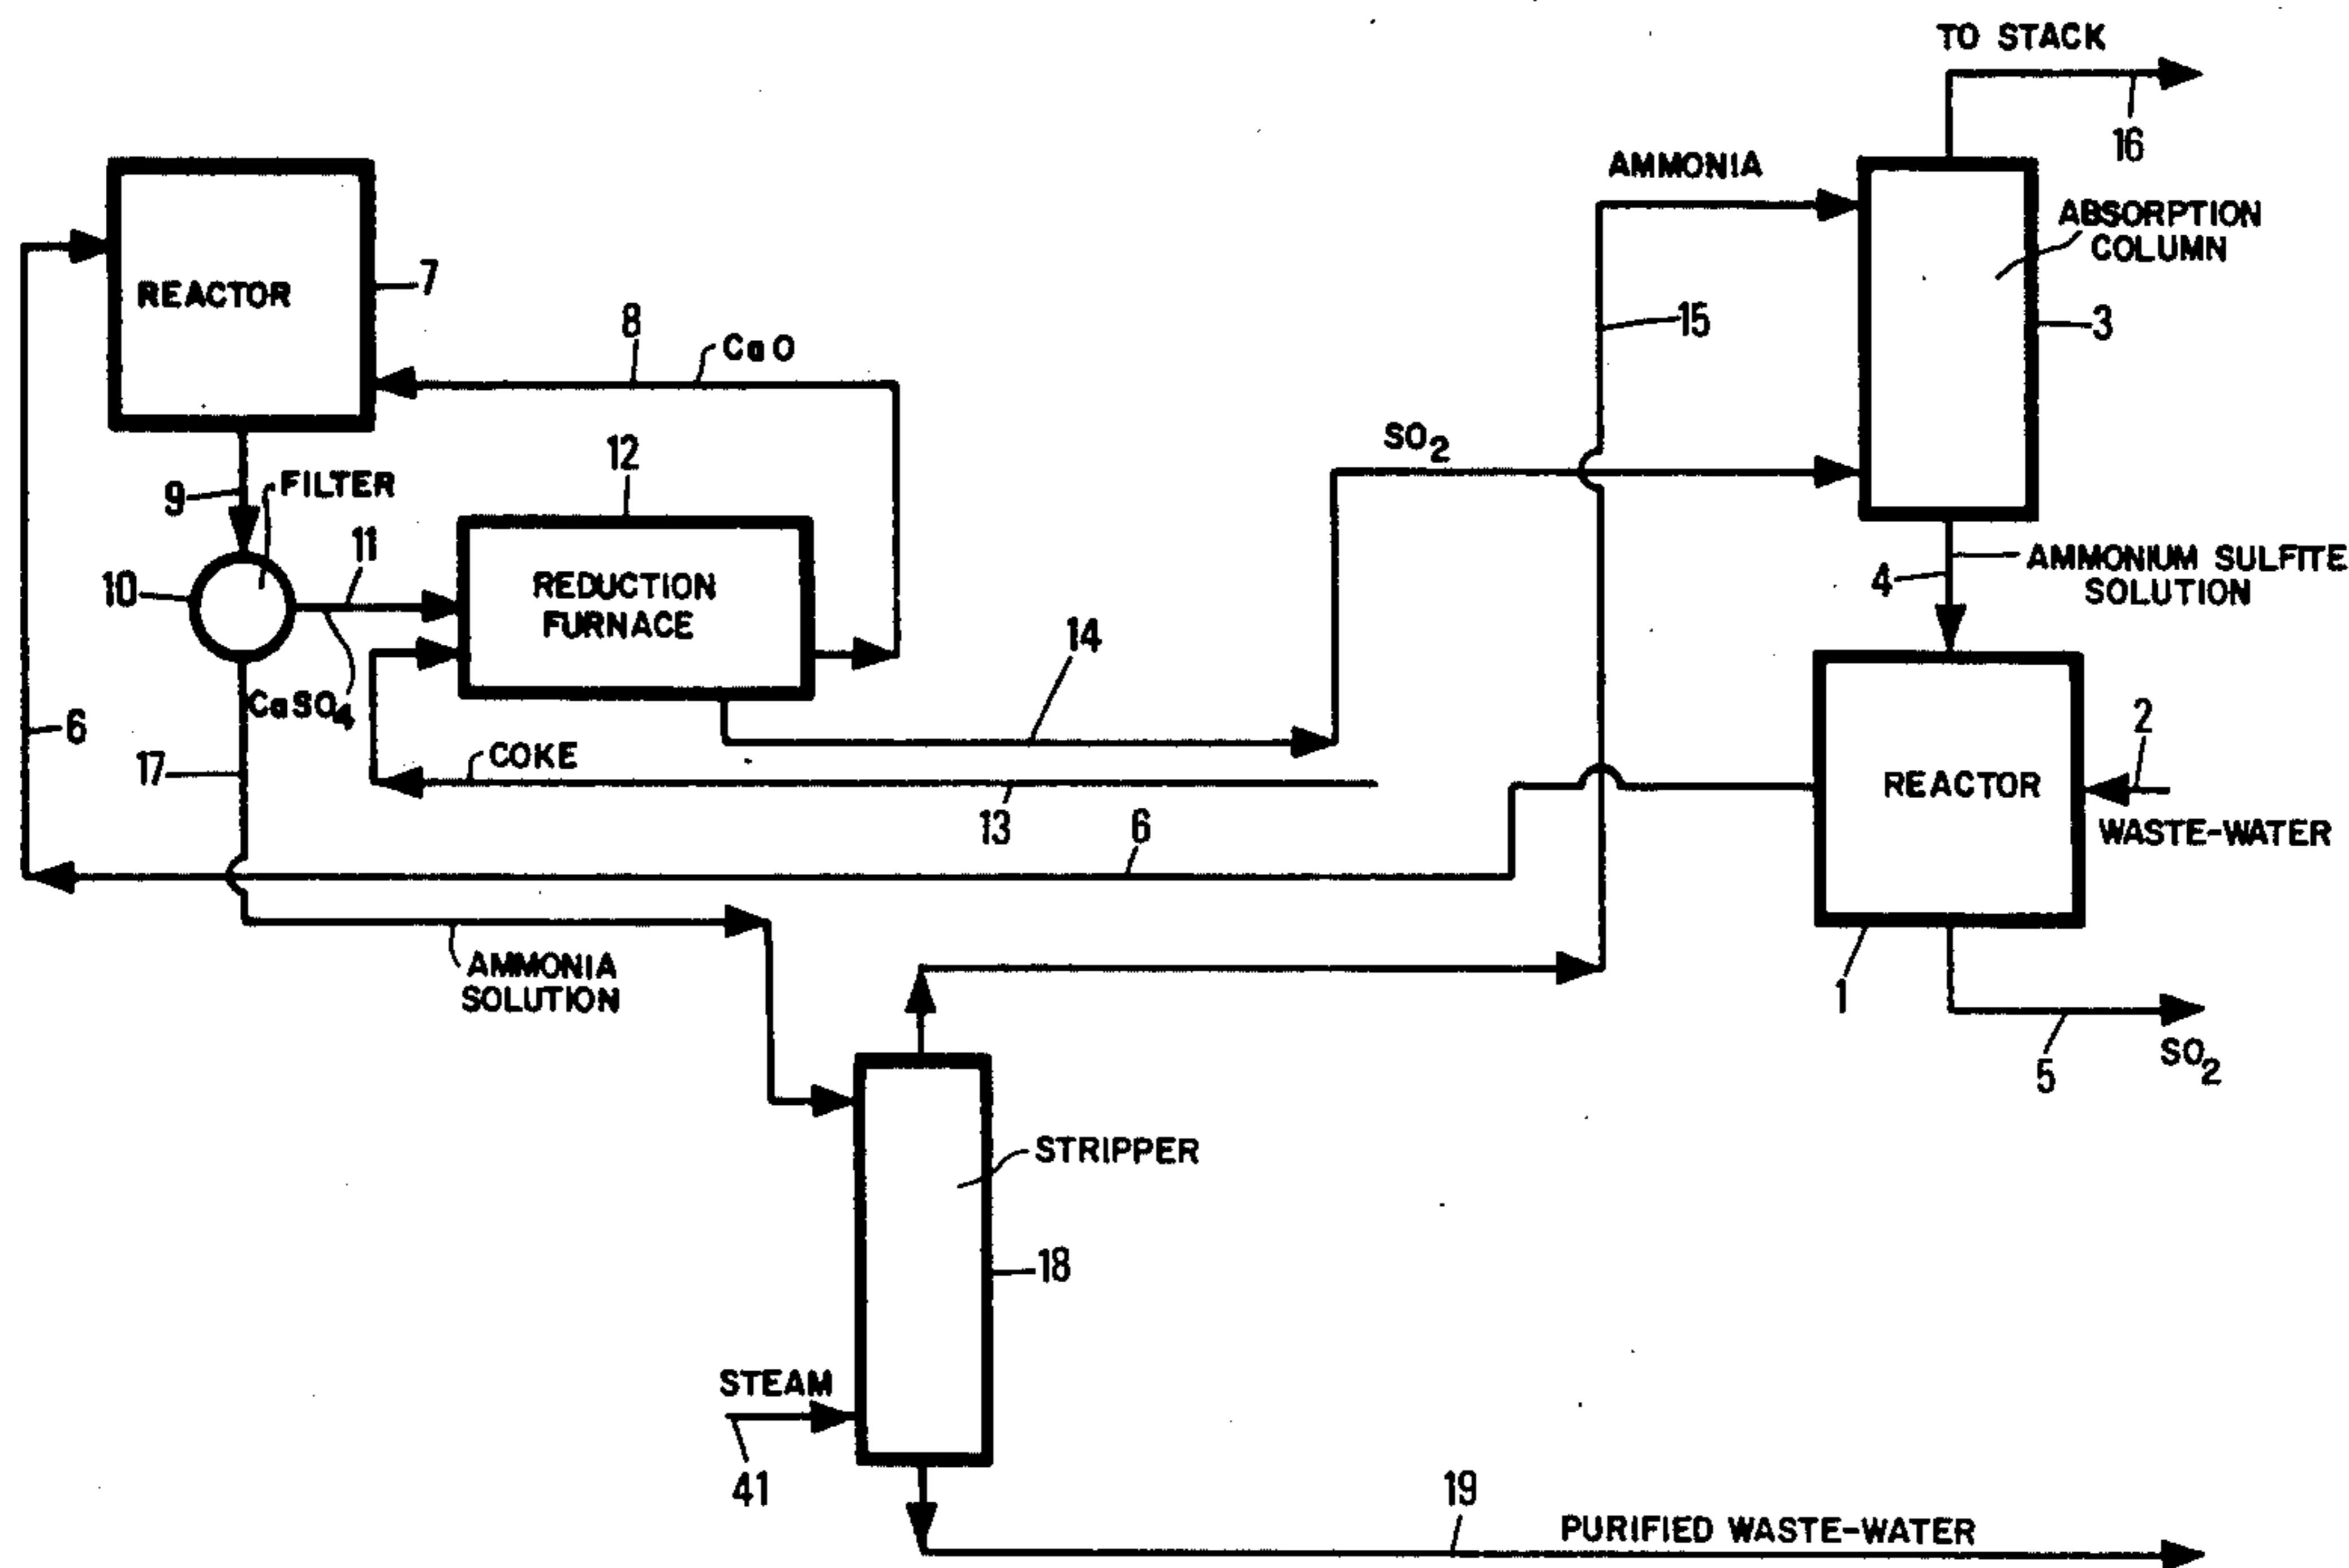 TO STACK
16
AMMONIA
ABSORPTION
COLUMN
REACTOR
7
15
3
8
CaO
SO2
12
FILTER
9
11
10
REDUCTION
FURNACE
AMMONIUM SULFITE
SOLUTION
4
14
CaSO4
6
2
17
COKE
REACTOR
13
6
WASTE-WATER
AMMONIA
SOLUTION
1
5
SO2
STRIPPER
18
STEAM
41
19
PURIFIED WASTE-WATER